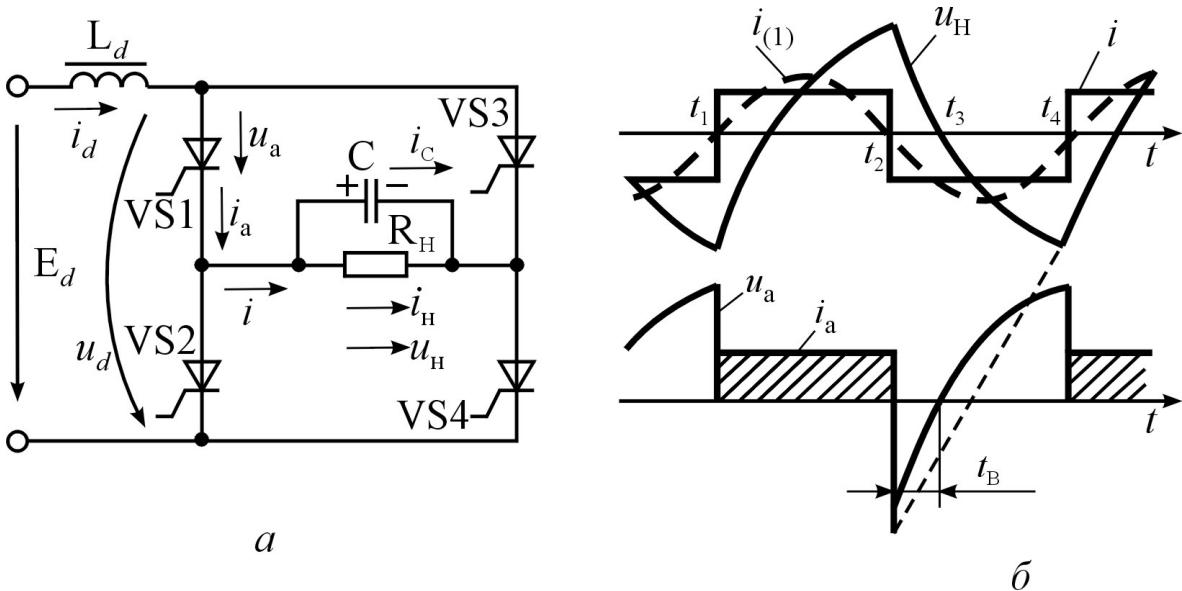 L_d
i_d
u_a
VS3
VS1
i_a
C
i_C
+
−
R_Н
E_d
i
i_н
u_н
u_d
VS2
VS4
а
i_(1)
u_Н
i
t_1
t_2
t_3
t_4
t
u_a
i_a
t_В
t
б